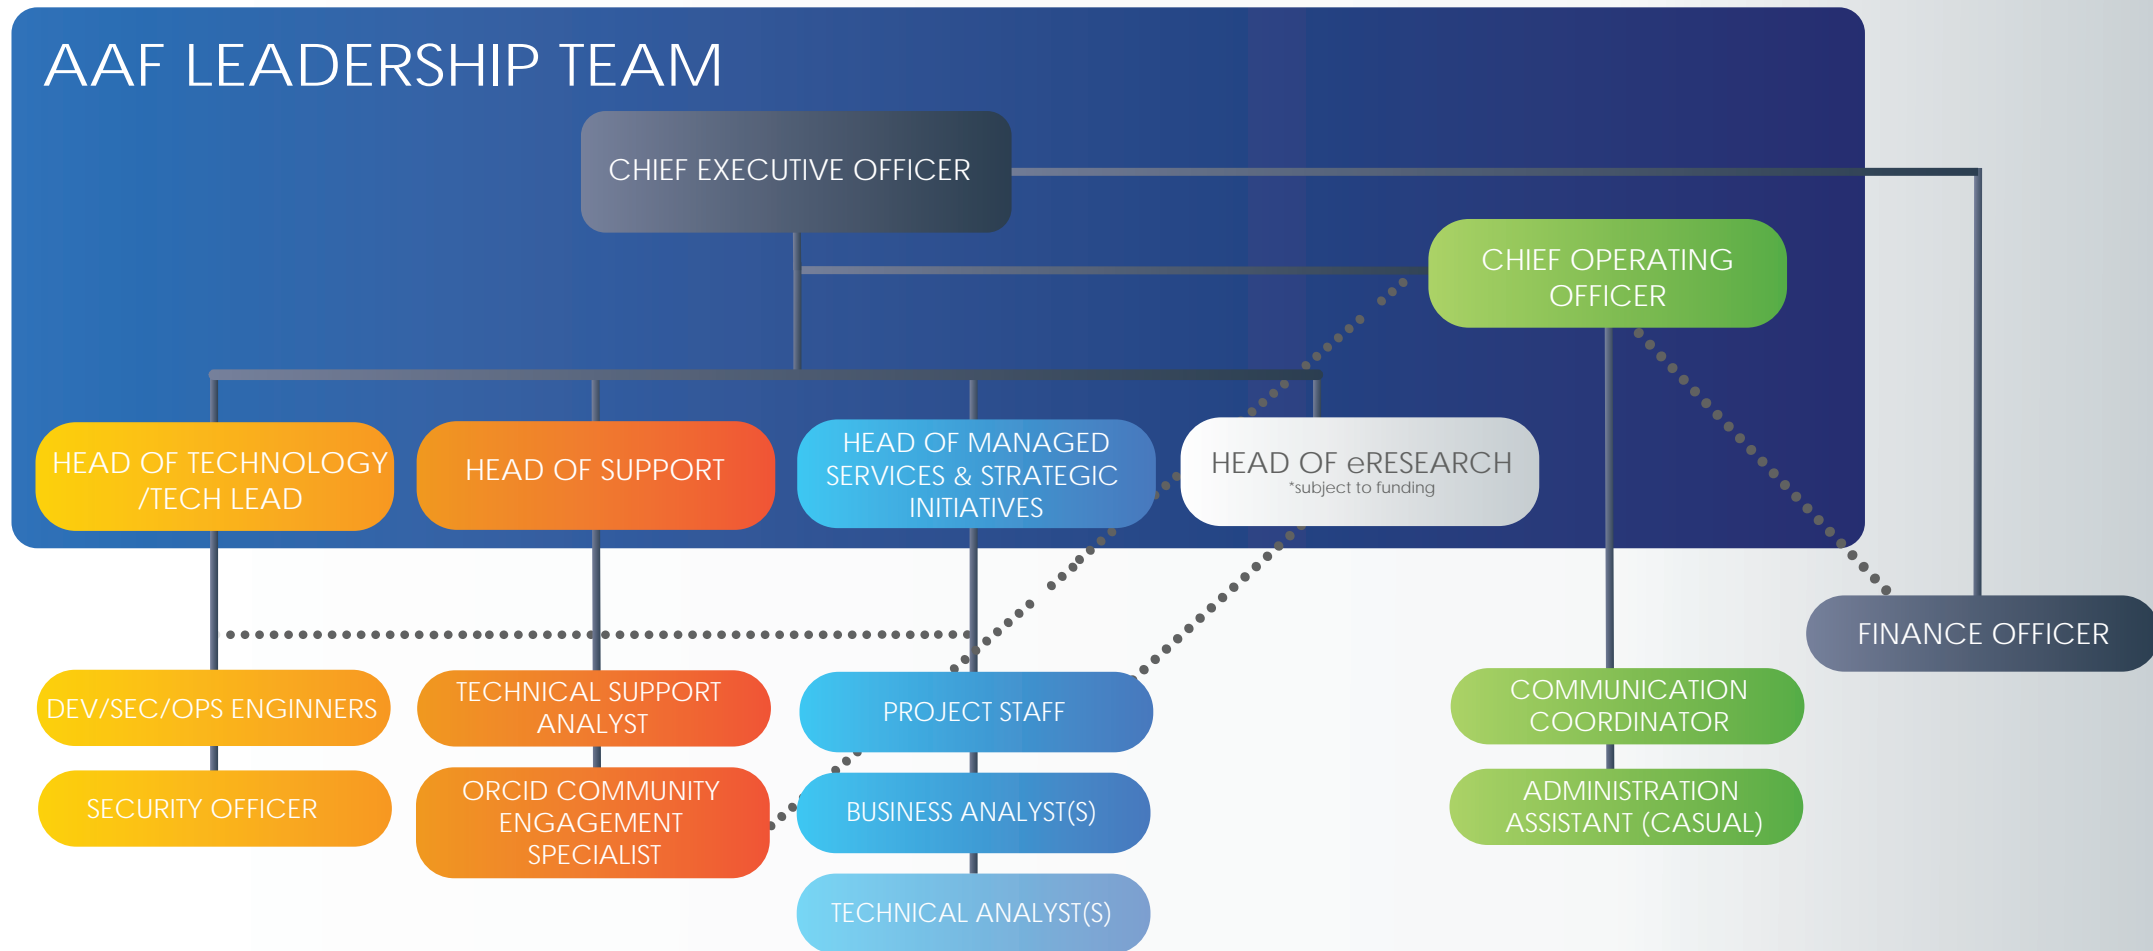 AAF LEADERSHIP TEAM
CHIEF EXECUTIVE OFFICER
CHIEF OPERATING
OFFICER
HEAD OF TECHNOLOGY
/TECH LEAD
HEAD OF SUPPORT
HEAD OF MANAGED
SERVICES & STRATEGIC
INITIATIVES
HEAD OF eRESEARCH
*subject to funding
FINANCE OFFICER
DEV/SEC/OPS ENGINNERS
TECHNICAL SUPPORT
ANALYST
PROJECT STAFF
COMMUNICATION
COORDINATOR
SECURITY OFFICER
ORCID COMMUNITY
ENGAGEMENT
SPECIALIST
BUSINESS ANALYST(S)
ADMINISTRATION
ASSISTANT (CASUAL)
TECHNICAL ANALYST(S)